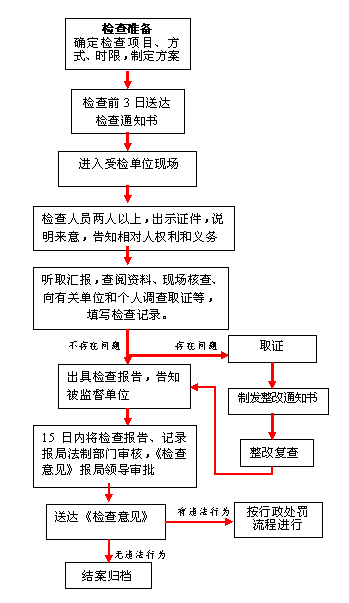 检查准备
确定检查项目、方
式、时限，制定方案
检查前3日送达
检查通知书
进入受检单位现场
检查人员两人以上，出示证件，说
明来意，告知相对人权利和义务
听取汇报，查阅资料、现场核查、
向有关单位和个人调查取证等，
填写检查记录。
不存在问题
存在问题
取证
出具检查报告，告知
被监督单位
制发整改通知书
整改复查
15日内将检查报告、记录
报局法制部门审核，《检查
意见》报局领导审批
送达《检查意见》
有违法行为
按行政处罚
流程进行
无违法行为
结案归档